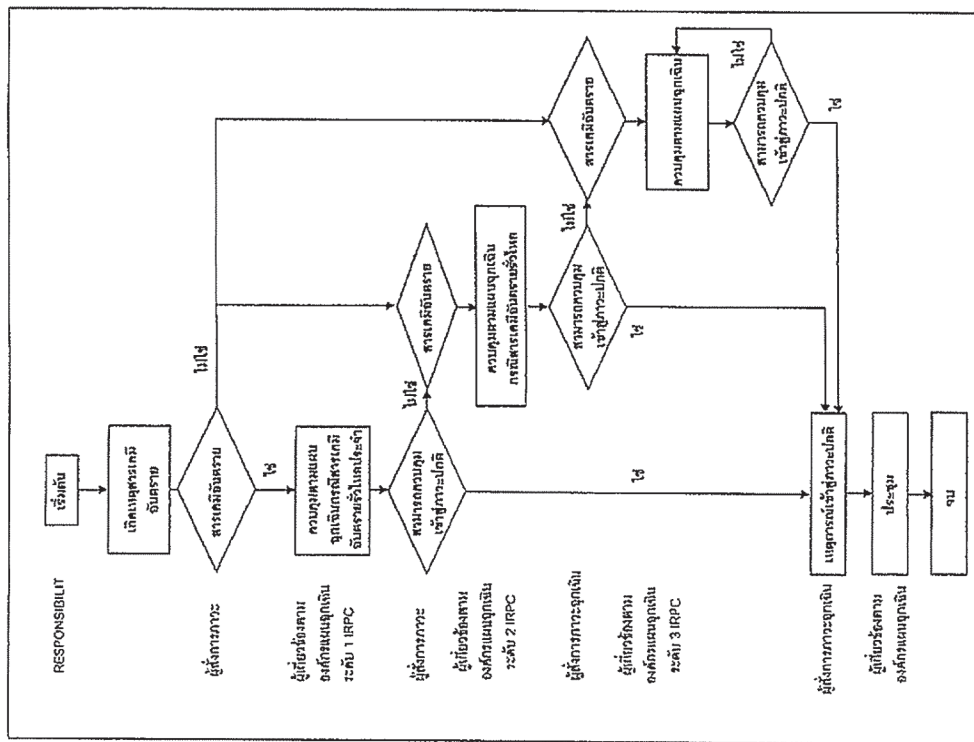 RESPONSIBILIT
เริ่มต้น
เกิดเหตุสารเคมี
อันตราย
ผู้สั่งการภาวะ
สารเคมีอันตราย
ไม่ใช่
ใช่
ผู้เกี่ยวข้องตาม
องค์กรแผนฉุกเฉิน
ระดับ 1 IRPC
ควบคุมตามแผน
ฉุกเฉินกรณีสารเคมี
อันตรายรั่วไหลประจำ
ผู้สั่งการภาวะ
สามารถควบคุม
เข้าสู่ภาวะปกติ
ไม่ใช่
สารเคมีอันตราย
ผู้เกี่ยวข้องตาม
องค์กรแผนฉุกเฉิน
ระดับ 2 IRPC
ควบคุมตามแผนฉุกเฉิน
กรณีสารเคมีอันตรายรั่วไหล
ผู้สั่งการภาวะฉุกเฉิน
สามารถควบคุม
เข้าสู่ภาวะปกติ
ไม่ใช่
สารเคมีอันตราย
ใช่
ใช่
ผู้เกี่ยวข้องตาม
องค์กรแผนฉุกเฉิน
ระดับ 3 IRPC
ควบคุมตามแผนฉุกเฉิน
สามารถควบคุม
เข้าสู่ภาวะปกติ
ไม่ใช่
ใช่
ผู้สั่งการภาวะฉุกเฉิน
เหตุการณ์เข้าสู่ภาวะปกติ
ผู้เกี่ยวข้องตาม
องค์กรแผนฉุกเฉิน
ประชุม
จบ